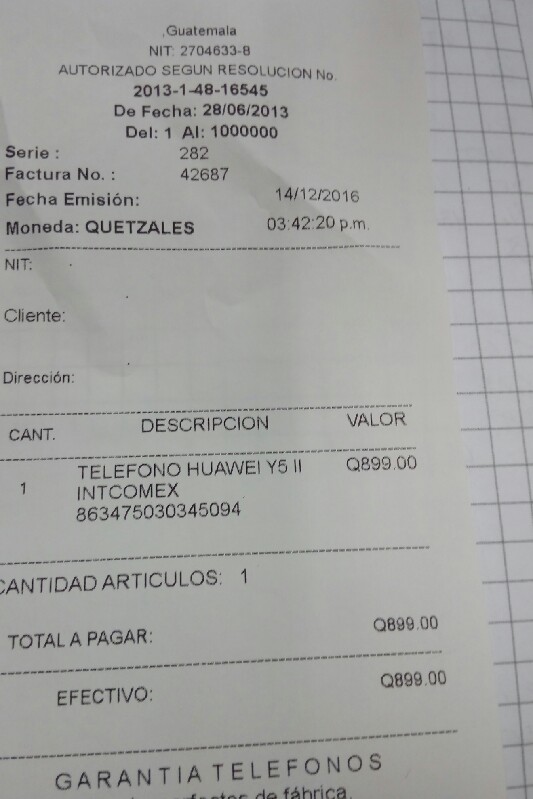 ,Guatemala
NIT: 2704633-8
AUTORIZADO SEGUN RESOLUCION No.
2013-1-48-16545
De Fecha: 28/06/2013
Del: 1 Al: 1000000
Serie : 282
Factura No. : 42687
Fecha Emisión: 14/12/2016
Moneda: QUETZALES 03:42:20 p.m.
NIT:
Cliente:
Dirección:
CANT. DESCRIPCION VALOR
1 TELEFONO HUAWEI Y5 II Q899.00
INTCOMEX
863475030345094
CANTIDAD ARTICULOS: 1
TOTAL A PAGAR: Q899.00
EFECTIVO: Q899.00
GARANTIA TELEFONOS
de fábrica.